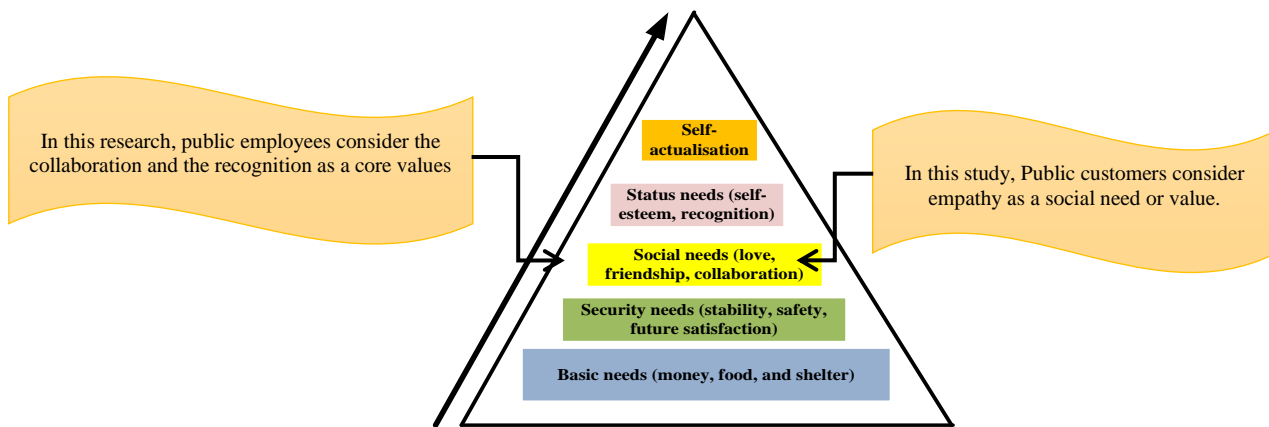 Self-
actualisation
In this research, public employees consider the
collaboration and the recognition as a core values
In this study, Public customers consider
empathy as a social need or value.
Status needs (self-
esteem, recognition)
Social needs (love,
friendship, collaboration)
Security needs (stability, safety,
future satisfaction)
Basic needs (money, food, and shelter)